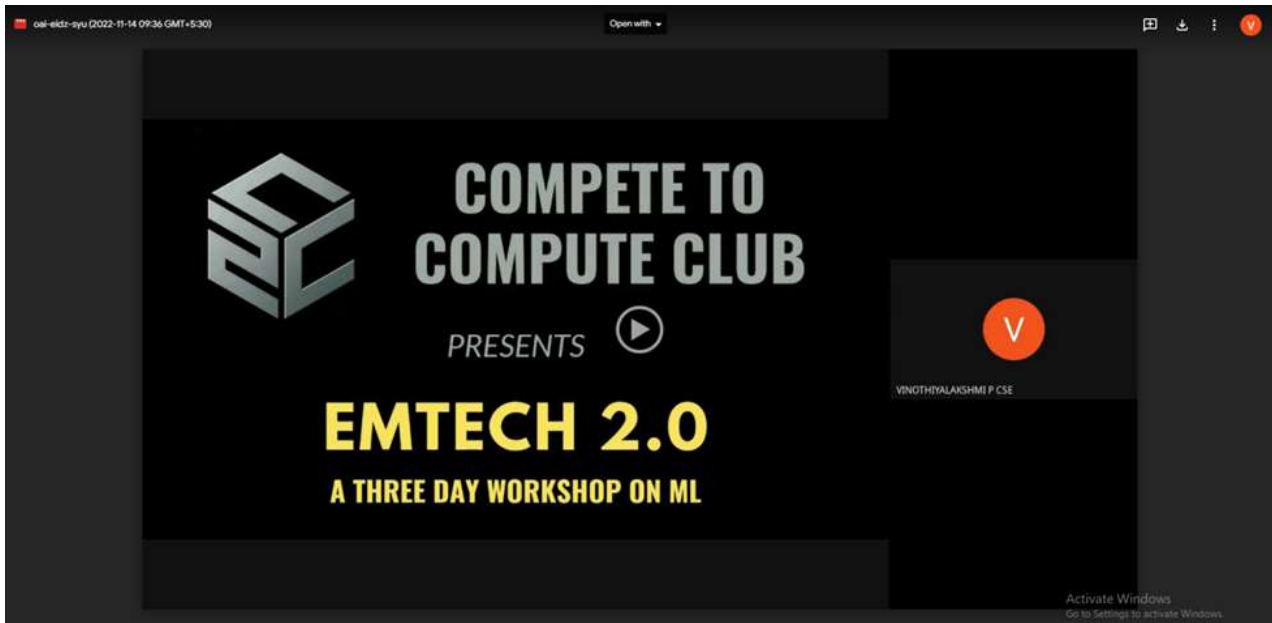 oai-eidz-syu (2022-11-14 09:36 GMT+5:30)
Open with
V
COMPETE TO
COMPUTE CLUB
PRESENTS
EMTECH 2.0
A THREE DAY WORKSHOP ON ML
V
VINOTHIYALAKSHMI P CSE
Activate Windows
Go to Settings to activate Windows.